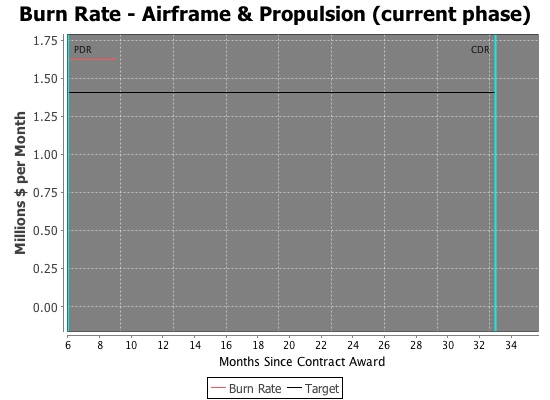 Burn Rate - Airframe & Propulsion (current phase)
Millions $ per Month
1.75
1.50
1.25
1.00
0.75
0.50
0.25
0.00
PDR
CDR
6 8 10 12 14 16 18 20 22 24 26 28 30 32 34
Months Since Contract Award
Burn Rate Target